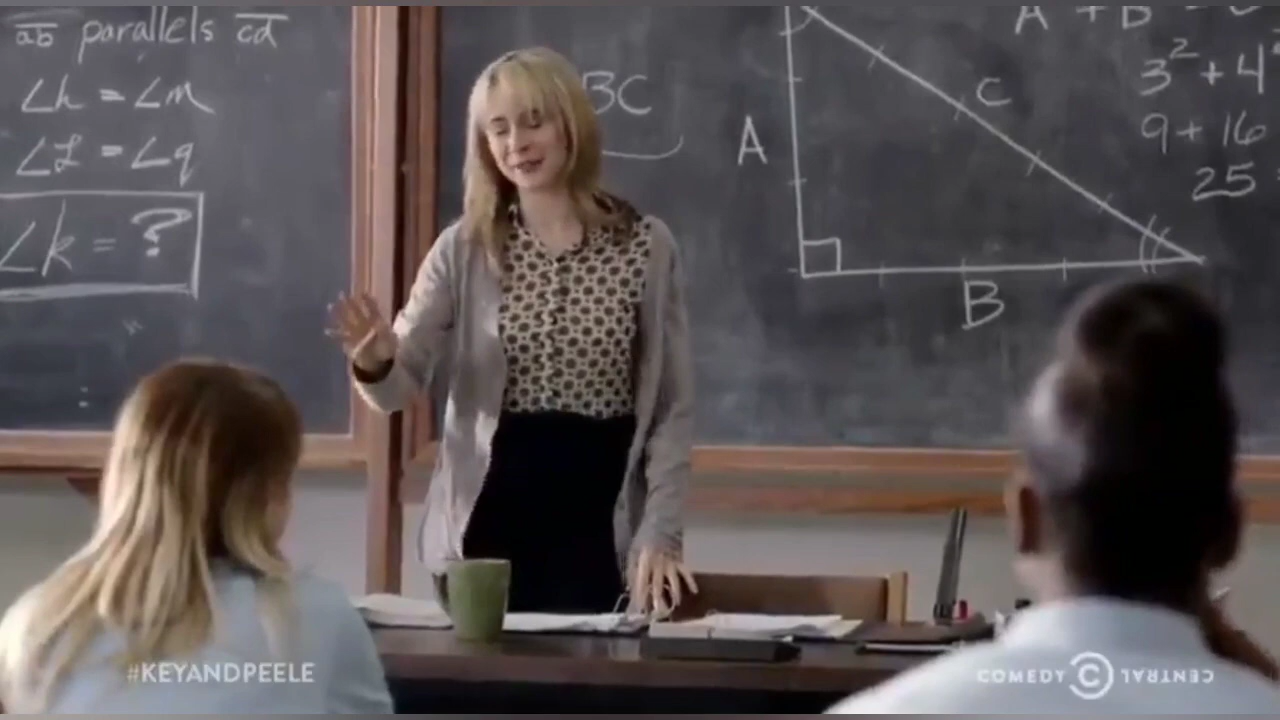 ab parallels cd
∠h = ∠m
∠L = ∠q
∠k = ?
BC
A
C
B
A + B
3² + 4²
9 + 16
25
#KEYANDPEELE
COMEDY CENTRAL